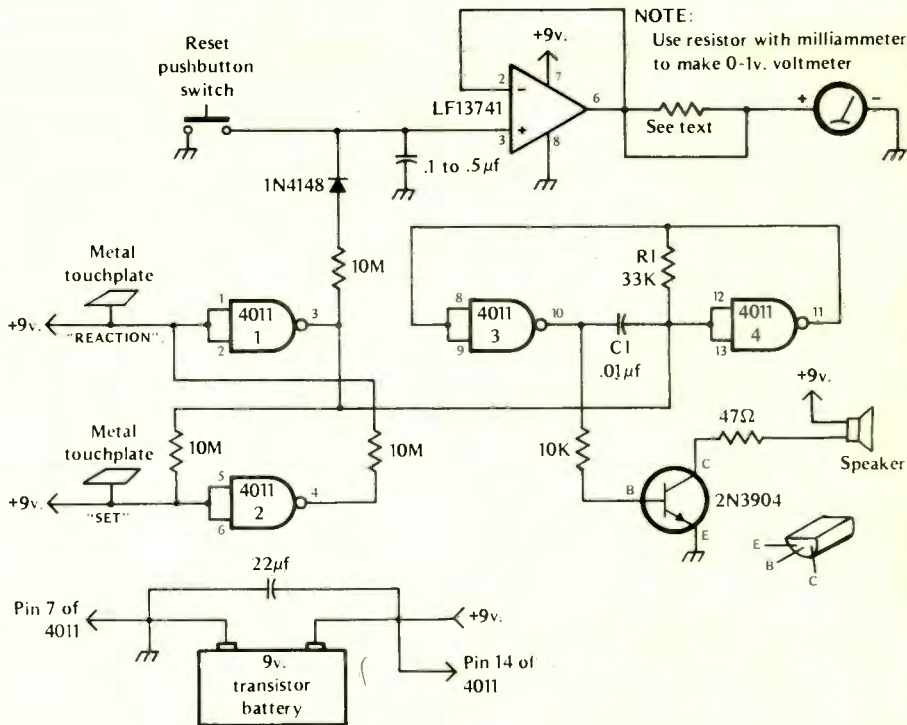 NOTE:
Use resistor with milliammeter
to make 0-1v. voltmeter
Reset
pushbutton
switch
+9v.
7
2
−
LF13741
6
+
3
8
See text
+
−
.1 to .5µf
1N4148
10M
R1
33K
Metal
touchplate
+9v.
"REACTION"
1
2
4011
1
3
8
9
4011
3
10
C1
.01µf
12
13
4011
4
11
Metal
touchplate
+9v.
"SET"
10M
5
6
4011
2
4
10M
10K
47Ω
+9v.
Speaker
C
B
E
2N3904
E
B
C
22µf
Pin 7 of
4011
+9v.
Pin 14 of
4011
9v.
transistor
battery